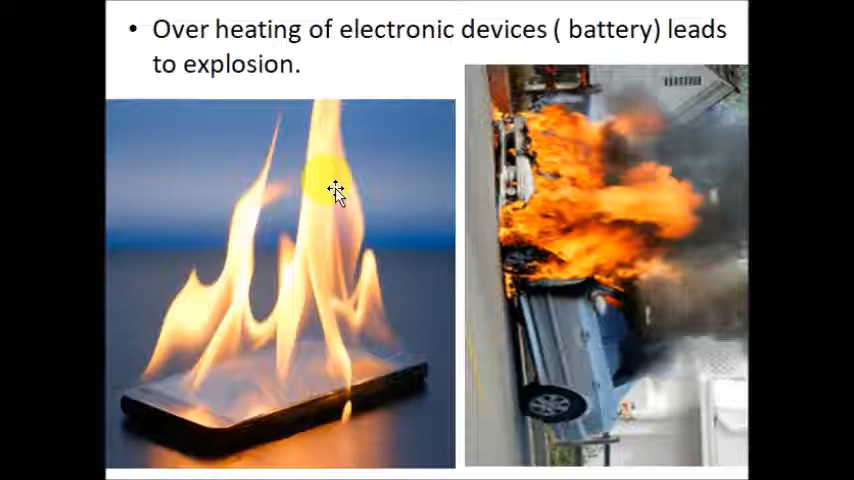 • Over heating of electronic devices ( battery) leads
to explosion.